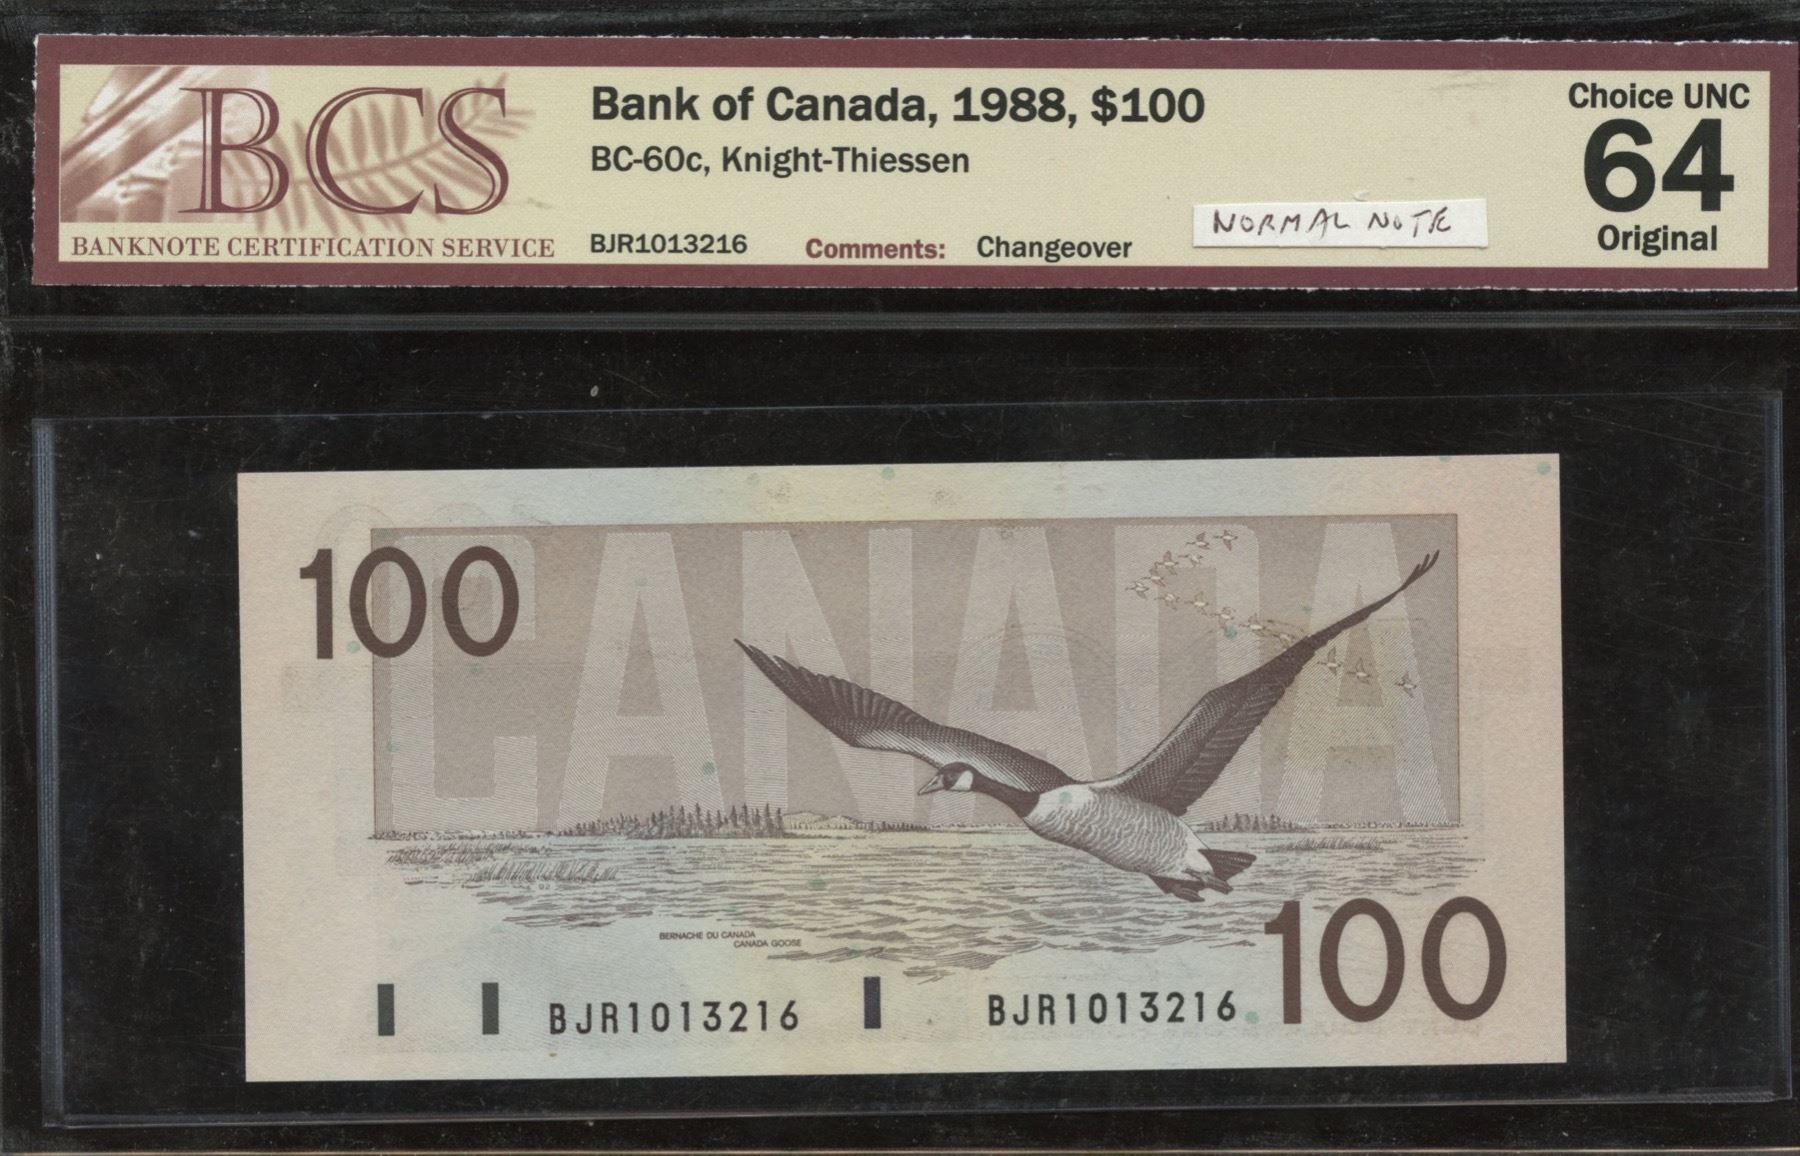 BCS
BANKNOTE CERTIFICATION SERVICE
Bank of Canada, 1988, $100
BC-60c, Knight-Thiessen
BJR1013216 Comments: Changeover
NORMAL NOTE
Choice UNC
64
Original
CANADA
100
BERNACHE DU CANADA
CANADA GOOSE
100
BJR1013216 BJR1013216